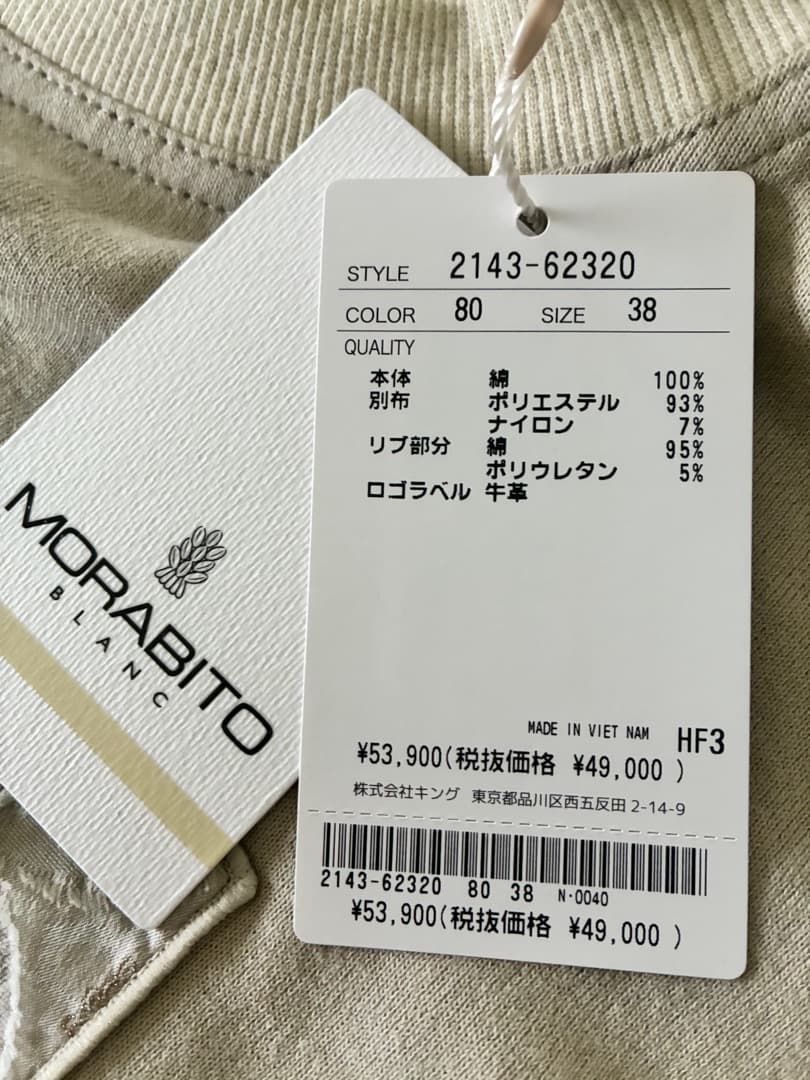 MORABITO
BLANC
STYLE 2143-62320
COLOR 80 SIZE 38
QUALITY
本体 綿 100%
別布 ポリエステル 93%
ナイロン 7%
リブ部分 綿 95%
ポリウレタン 5%
ロゴラベル 牛革
MADE IN VIET NAM HF3
¥53,900(税抜価格 ¥49,000 )
株式会社キング 東京都品川区西五反田 2-14-9
2143-62320 80 38 N·0040
¥53,900(税抜価格 ¥49,000 )